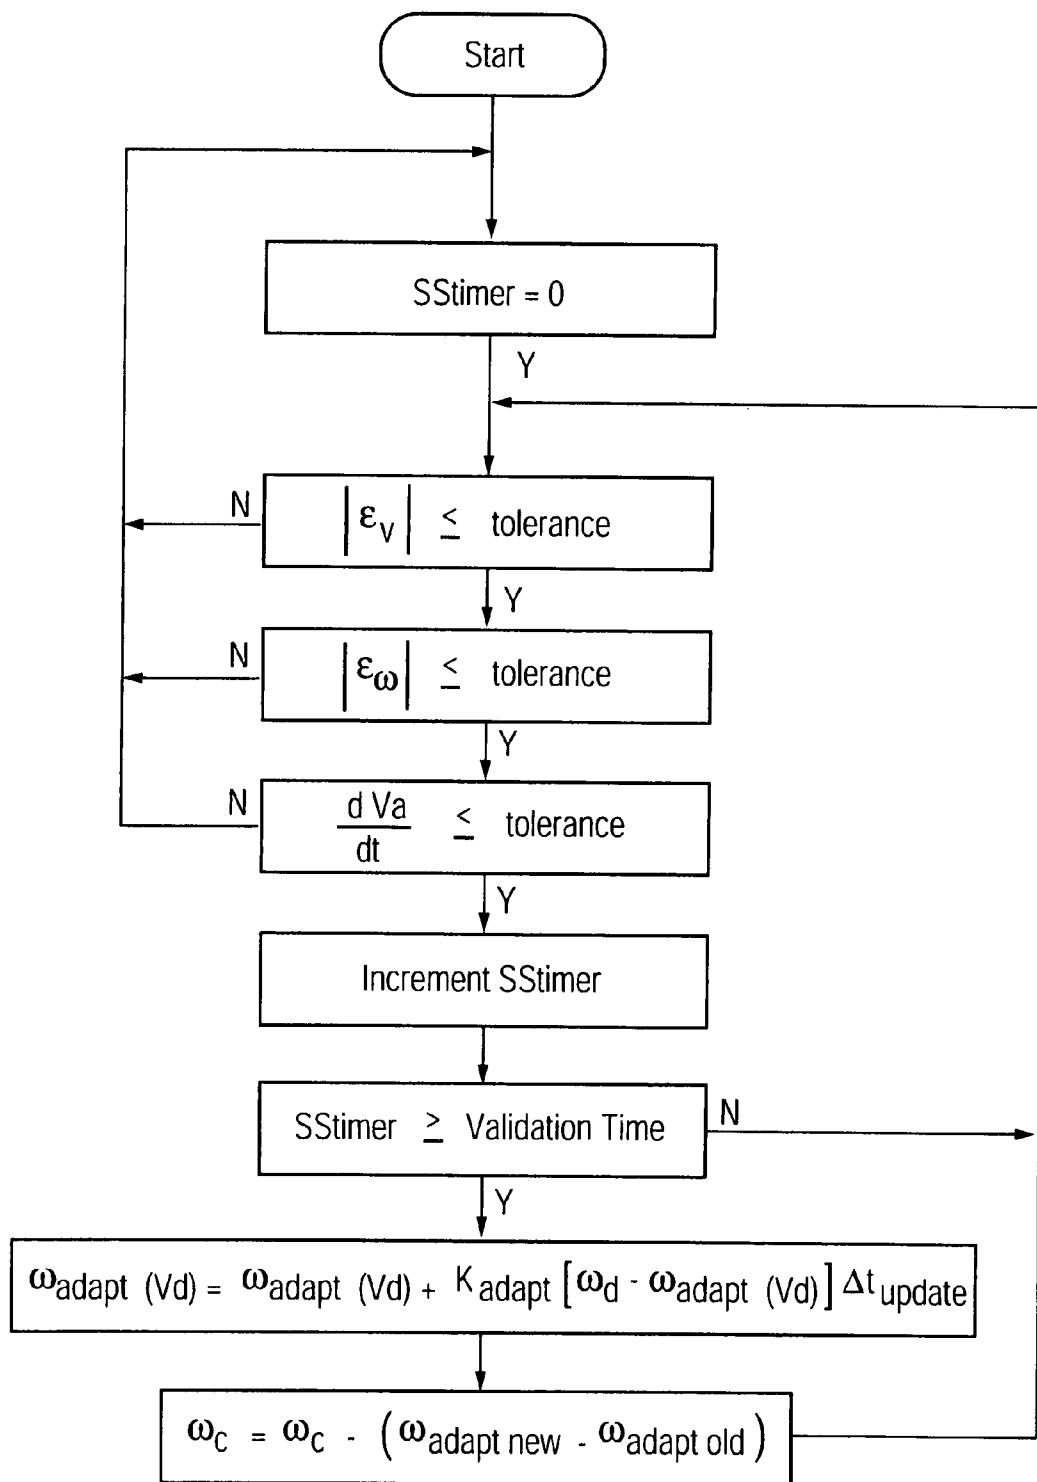 Start
SStimer = 0
Y
N
|εv| ≤ tolerance
Y
N
|εω| ≤ tolerance
Y
N
d Va
dt
≤ tolerance
Y
Increment SStimer
SStimer ≥ Validation Time
N
Y
ωadapt (Vd) = ωadapt (Vd) + Kadapt [ωd - ωadapt (Vd)] Δtupdate
ωc = ωc - (ωadapt new - ωadapt old)